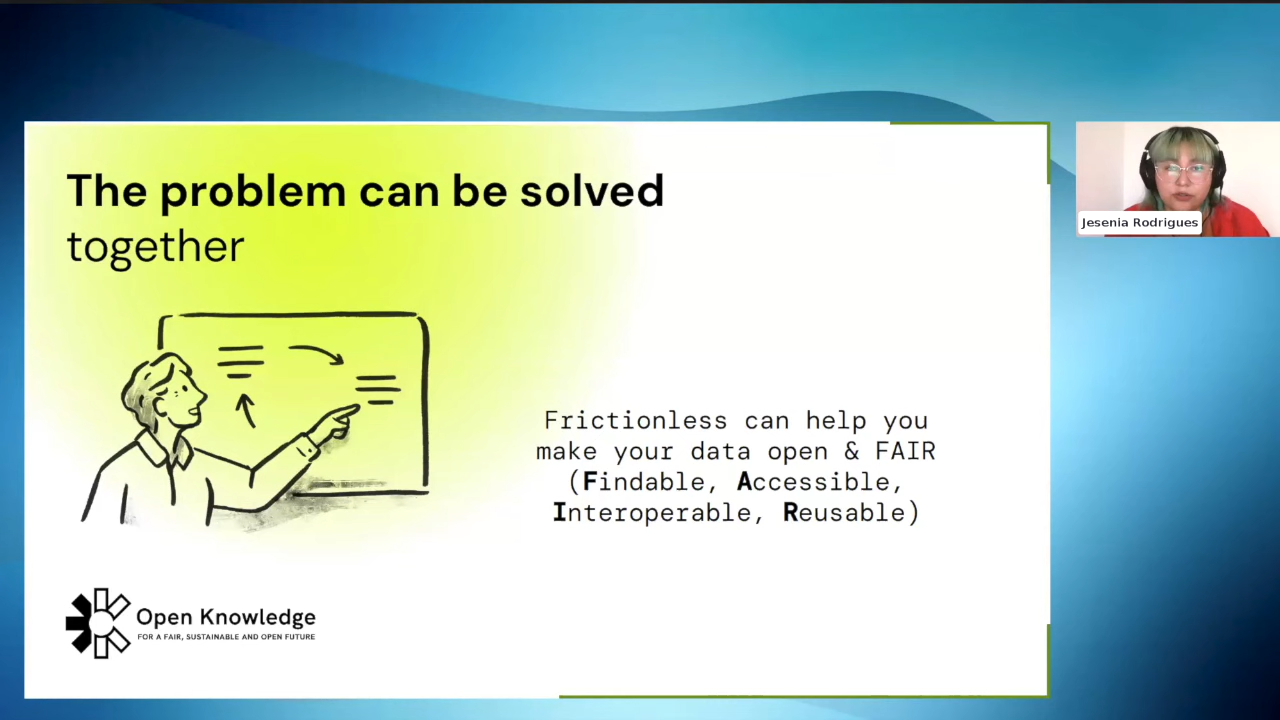 The problem can be solved
together
Frictionless can help you
make your data open & FAIR
(Findable, Accessible,
Interoperable, Reusable)
Open Knowledge
FOR A FAIR, SUSTAINABLE AND OPEN FUTURE
Jesenia Rodrigues